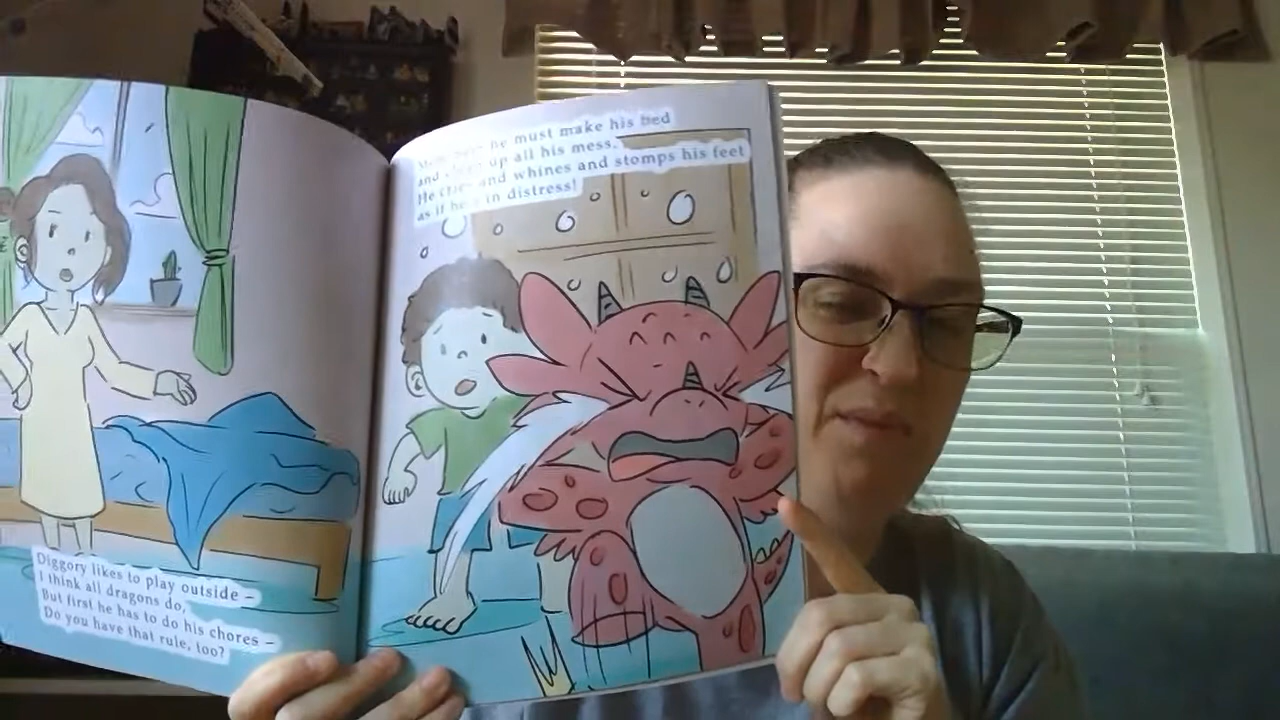 Diggory likes to play outside –
I think all dragons do,
But first he has to do his chores –
Do you have that rule, too?
he must make his bed
and up all his mess.
He cries and whines and stomps his feet
as if he's in distress!